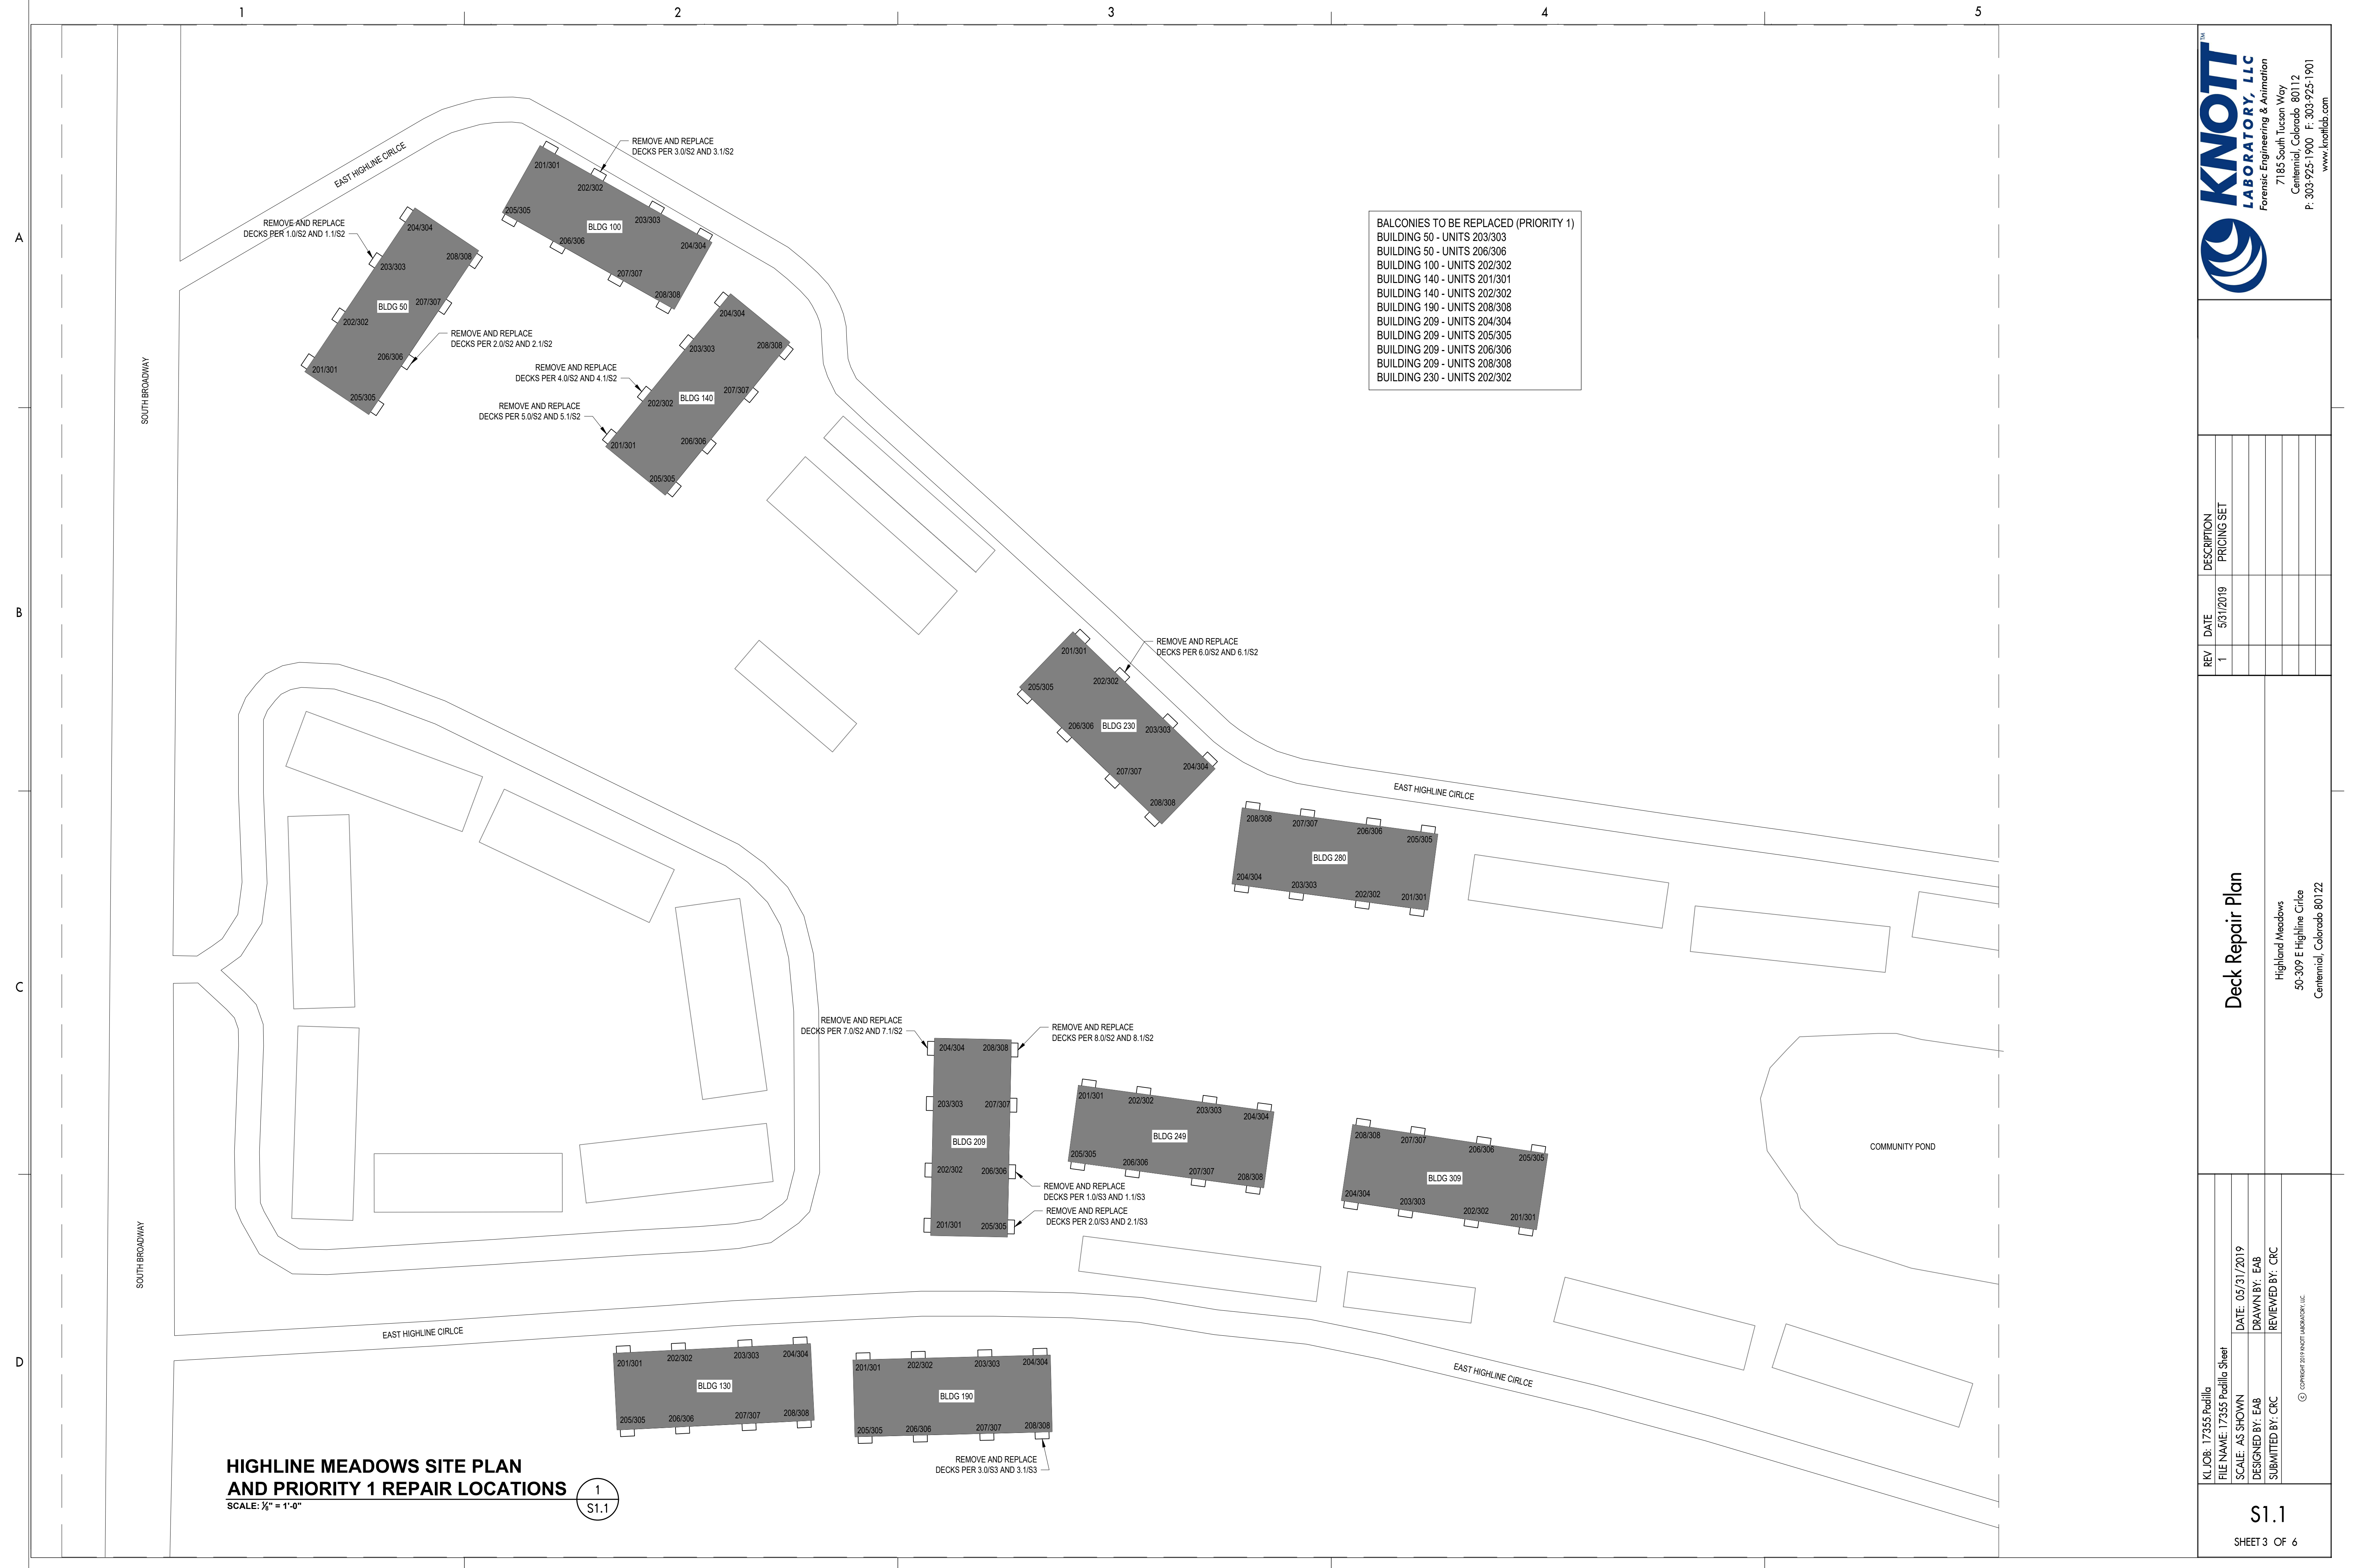 1
2
3
4
5
A
B
C
D
EAST HIGHLINE CIRLCE
SOUTH BROADWAY
REMOVE AND REPLACE
DECKS PER 1.0/S2 AND 1.1/S2
204/304
208/308
203/303
BLDG 50
207/307
202/302
206/306
201/301
205/305
REMOVE AND REPLACE
DECKS PER 2.0/S2 AND 2.1/S2
REMOVE AND REPLACE
DECKS PER 3.0/S2 AND 3.1/S2
201/301
202/302
205/305
203/303
BLDG 100
206/306
204/304
207/307
208/308
REMOVE AND REPLACE
DECKS PER 4.0/S2 AND 4.1/S2
REMOVE AND REPLACE
DECKS PER 5.0/S2 AND 5.1/S2
204/304
203/303
208/308
207/307
BLDG 140
202/302
206/306
201/301
205/305
BALCONIES TO BE REPLACED (PRIORITY 1)
BUILDING 50 - UNITS 203/303
BUILDING 50 - UNITS 206/306
BUILDING 100 - UNITS 202/302
BUILDING 140 - UNITS 201/301
BUILDING 140 - UNITS 202/302
BUILDING 190 - UNITS 208/308
BUILDING 209 - UNITS 204/304
BUILDING 209 - UNITS 205/305
BUILDING 209 - UNITS 206/306
BUILDING 209 - UNITS 208/308
BUILDING 230 - UNITS 202/302
REMOVE AND REPLACE
DECKS PER 6.0/S2 AND 6.1/S2
201/301
202/302
205/305
206/306
BLDG 230
203/303
204/304
207/307
208/308
EAST HIGHLINE CIRLCE
208/308
207/307
206/306
205/305
BLDG 280
204/304
203/303
202/302
201/301
REMOVE AND REPLACE
DECKS PER 7.0/S2 AND 7.1/S2
REMOVE AND REPLACE
DECKS PER 8.0/S2 AND 8.1/S2
204/304
208/308
203/303
207/307
BLDG 209
202/302
206/306
201/301
205/305
REMOVE AND REPLACE
DECKS PER 1.0/S3 AND 1.1/S3
REMOVE AND REPLACE
DECKS PER 2.0/S3 AND 2.1/S3
201/301
202/302
203/303
204/304
BLDG 249
205/305
206/306
207/307
208/308
208/308
207/307
206/306
205/305
BLDG 309
204/304
203/303
202/302
201/301
COMMUNITY POND
SOUTH BROADWAY
EAST HIGHLINE CIRLCE
201/301
202/302
203/303
204/304
BLDG 130
205/305
206/306
207/307
208/308
201/301
202/302
203/303
204/304
BLDG 190
205/305
206/306
207/307
208/308
REMOVE AND REPLACE
DECKS PER 3.0/S3 AND 3.1/S3
EAST HIGHLINE CIRLCE
HIGHLINE MEADOWS SITE PLAN
AND PRIORITY 1 REPAIR LOCATIONS
SCALE: ⅛" = 1'-0"
1
S1.1
KNOTT™
LABORATORY, LLC
Forensic Engineering & Animation
7185 South Tucson Way
Centennial, Colorado 80112
P: 303-925-1900 F: 303-925-1901
www.knottlab.com
REV DATE DESCRIPTION
1 5/31/2019 PRICING SET
Deck Repair Plan
Highland Meadows
50-309 E Highline Cirlce
Centennial, Colorado 80122
KL JOB: 17355.Padilla
FILE NAME: 17355 Padilla Sheet
SCALE: AS SHOWN DATE: 05/31/2019
DESIGNED BY: EAB DRAWN BY: EAB
SUBMITTED BY: CRC REVIEWED BY: CRC
© COPYRIGHT 2019 KNOTT LABORATORY, LLC.
S1.1
SHEET 3 OF 6